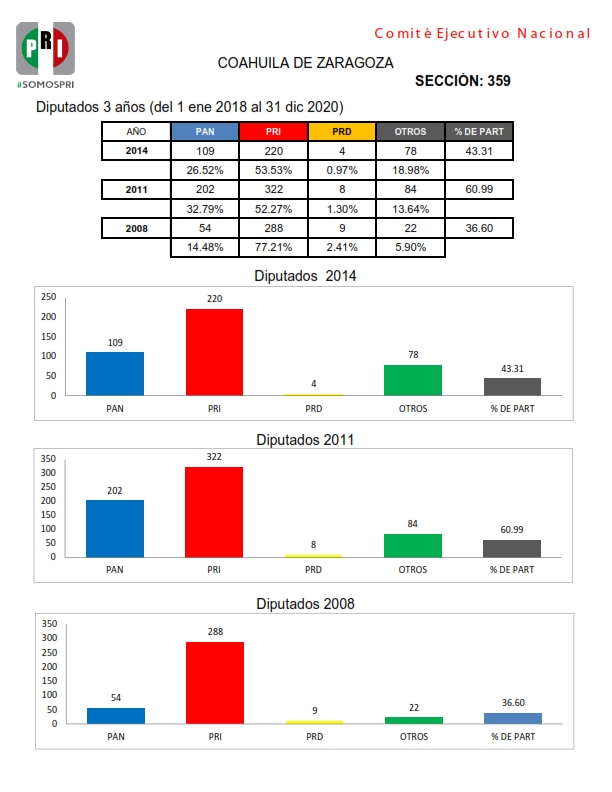 Comité Ejecutivo Nacional
PRI
#SOMOSPRI
COAHUILA DE ZARAGOZA
SECCIÓN: 359
Diputados 3 años (del 1 ene 2018 al 31 dic 2020)
AÑO PAN PRI PRD OTROS % DE PART
2014 109 220 4 78 43.31
26.52% 53.53% 0.97% 18.98%
2011 202 322 8 84 60.99
32.79% 52.27% 1.30% 13.64%
2008 54 288 9 22 36.60
14.48% 77.21% 2.41% 5.90%
Diputados 2014
250
200
150
100
50
0
109
220
4
78
43.31
PAN PRI PRD OTROS % DE PART
Diputados 2011
350
300
250
200
150
100
50
0
202
322
8
84
60.99
PAN PRI PRD OTROS % DE PART
Diputados 2008
350
300
250
200
150
100
50
0
54
288
9
22
36.60
PAN PRI PRD OTROS % DE PART